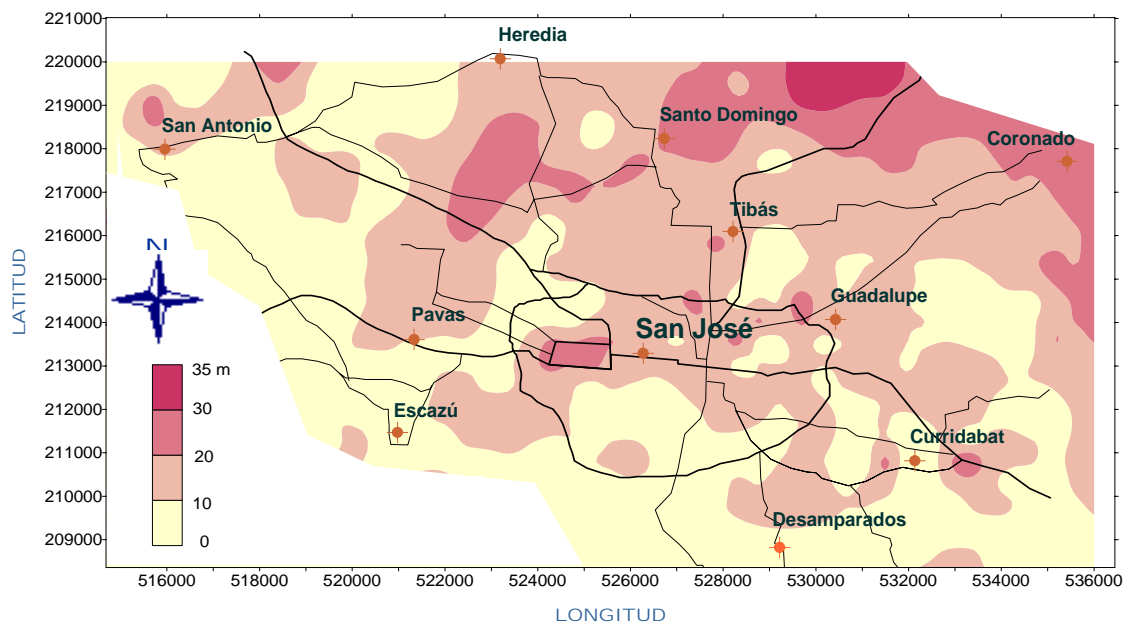 221000
220000
219000
218000
217000
216000
215000
214000
213000
212000
211000
210000
209000
LATITUD
Heredia
Santo Domingo
San Antonio
Coronado
Tibás
N
Guadalupe
Pavas
San José
35 m
30
20
10
0
Escazú
Curridabat
Desamparados
516000 518000 520000 522000 524000 526000 528000 530000 532000 534000 536000
LONGITUD